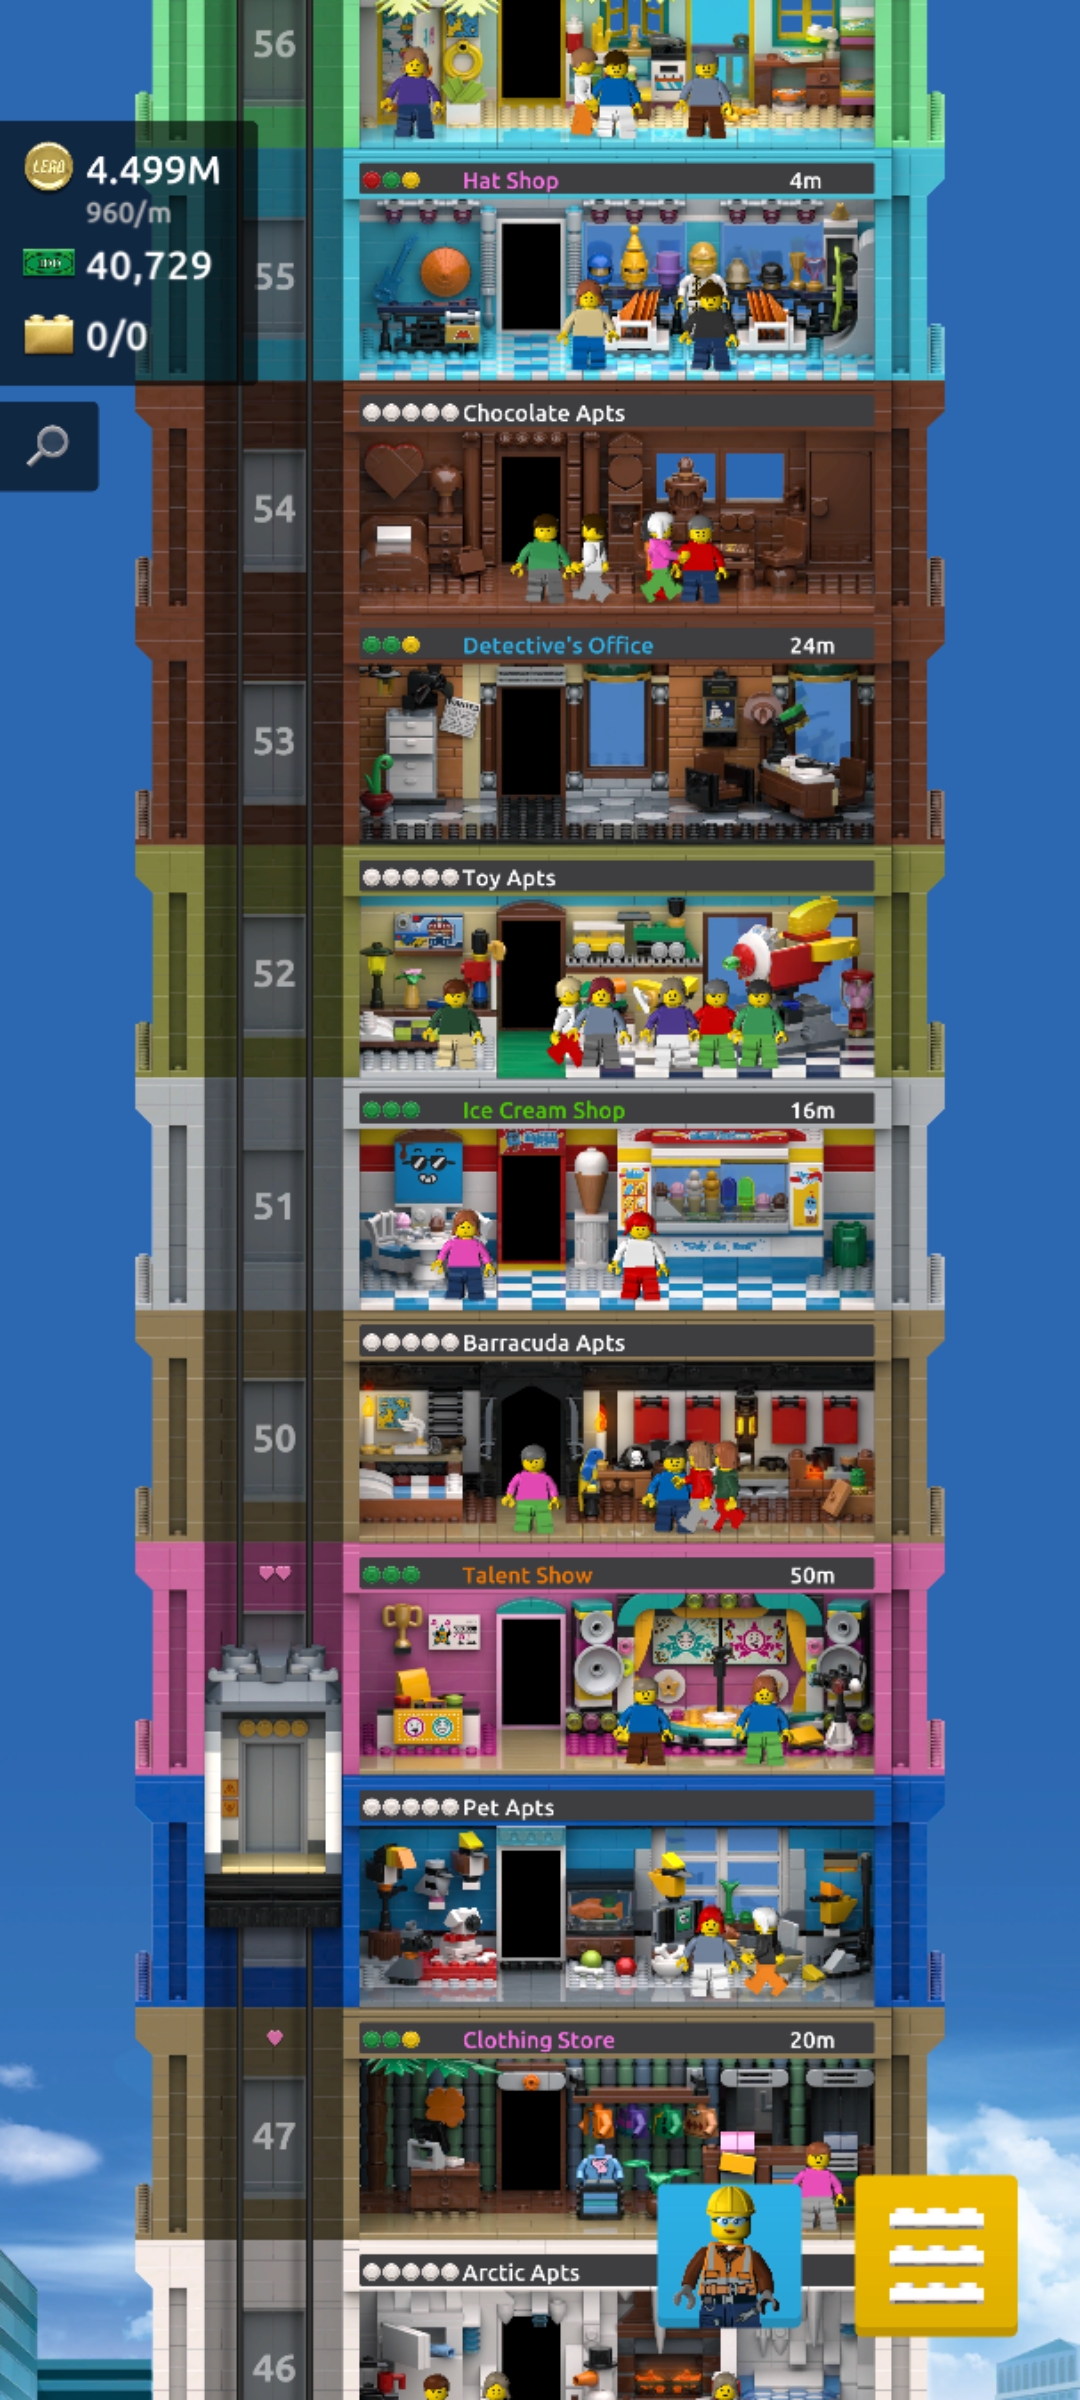 56
LEGO
4.499M
960/m
40,729
0/0
Hat Shop 4m
55
Chocolate Apts
54
Detective's Office 24m
WANTED
53
Toy Apts
52
Ice Cream Shop 16m
51
Barracuda Apts
50
Talent Show 50m
Pet Apts
Clothing Store 20m
47
Arctic Apts
46